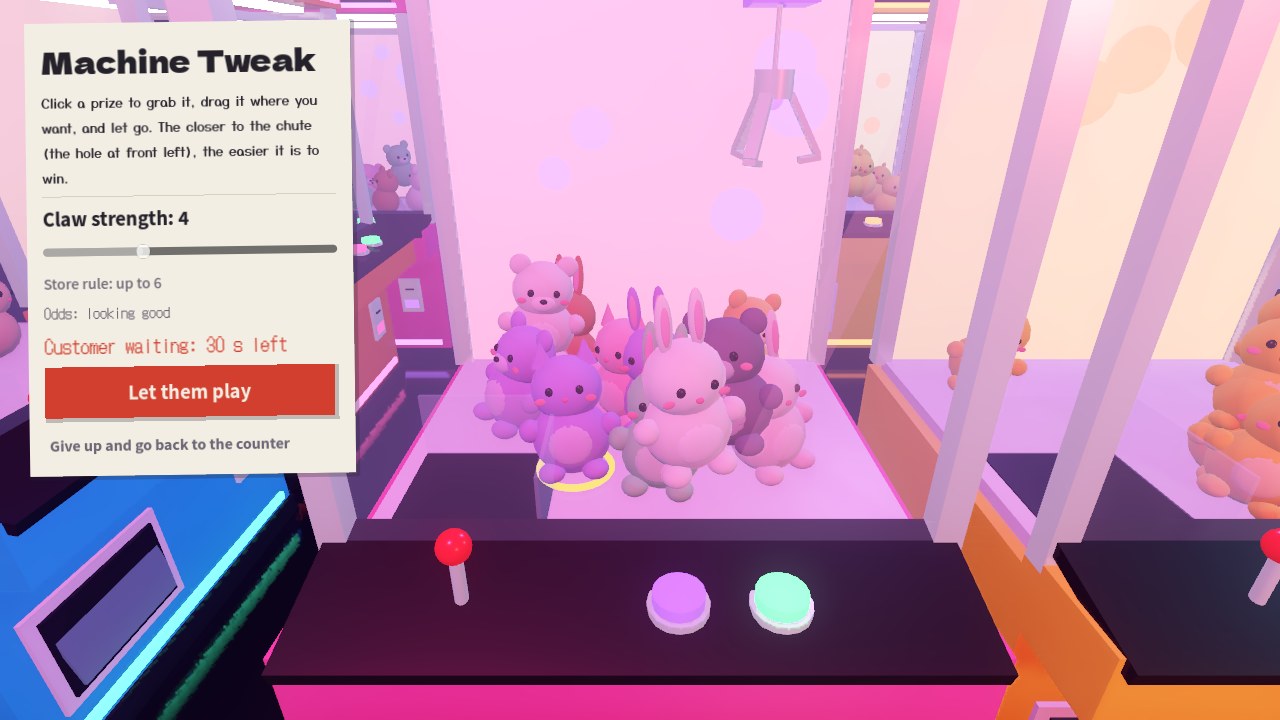 Machine Tweak
Click a prize to grab it, drag it where you
want, and let go. The closer to the chute
(the hole at front left), the easier it is to
win.
Claw strength: 4
Store rule: up to 6
Odds: looking good
Customer waiting: 30 s left
Let them play
Give up and go back to the counter